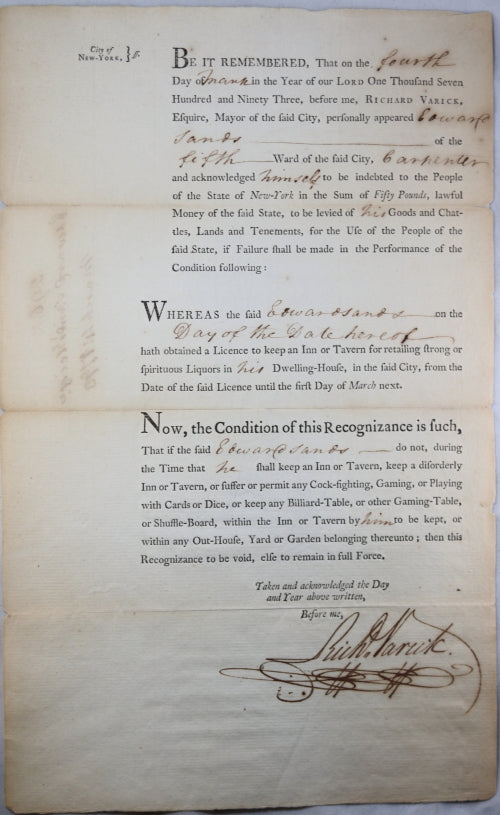 City of
NEW-YORK, } ſſ.
BE IT REMEMBERED, That on the fourth
Day of March in the Year of our LORD One Thouſand Seven
Hundred and Ninety Three, before me, RICHARD VARICK,
Eſquire, Mayor of the ſaid City, perſonally appeared Edward
Sands of the
fifth Ward of the ſaid City, Carpenter
and acknowledged himself to be indebted to the People
of the State of New-York in the Sum of Fifty Pounds, lawful
Money of the ſaid State, to be levied of his Goods and Chat-
tles, Lands and Tenements, for the Uſe of the People of the
ſaid State, if Failure ſhall be made in the Performance of the
Condition following:
WHEREAS the ſaid Edward Sands on the
Day of the Date hereof
hath obtained a Licence to keep an Inn or Tavern for retailing ſtrong or
ſpirituous Liquors in his Dwelling-Houſe, in the ſaid City, from
the Date of the ſaid Licence until the firſt Day of March next.
Now, the Condition of this Recognizance is ſuch,
That if the ſaid Edward Sands do not, during
the Time that he ſhall keep an Inn or Tavern, keep a diſorderly
Inn or Tavern, or ſuffer or permit any Cock-fighting, Gaming, or Playing
with Cards or Dice, or keep any Billiard-Table, or other Gaming-Table,
or Shuffle-Board, within the Inn or Tavern by him to be kept, or
within any Out-Houſe, Yard or Garden belonging thereunto; then this
Recognizance to be void, elſe to remain in full Force.
Taken and acknowledged the Day
and Year above written,
Before me,
Richd. Varick.